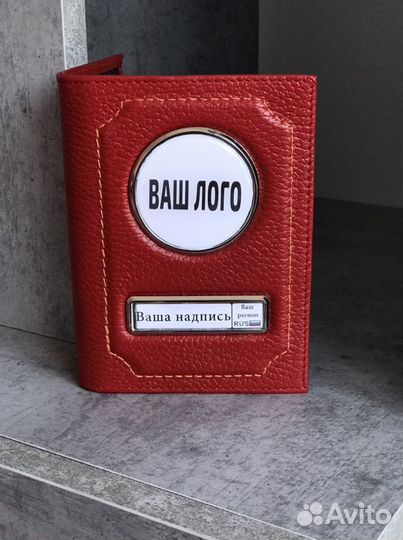 ВАШ ЛОГО
Ваша надпись
Ваш
регион
RUS
Avito